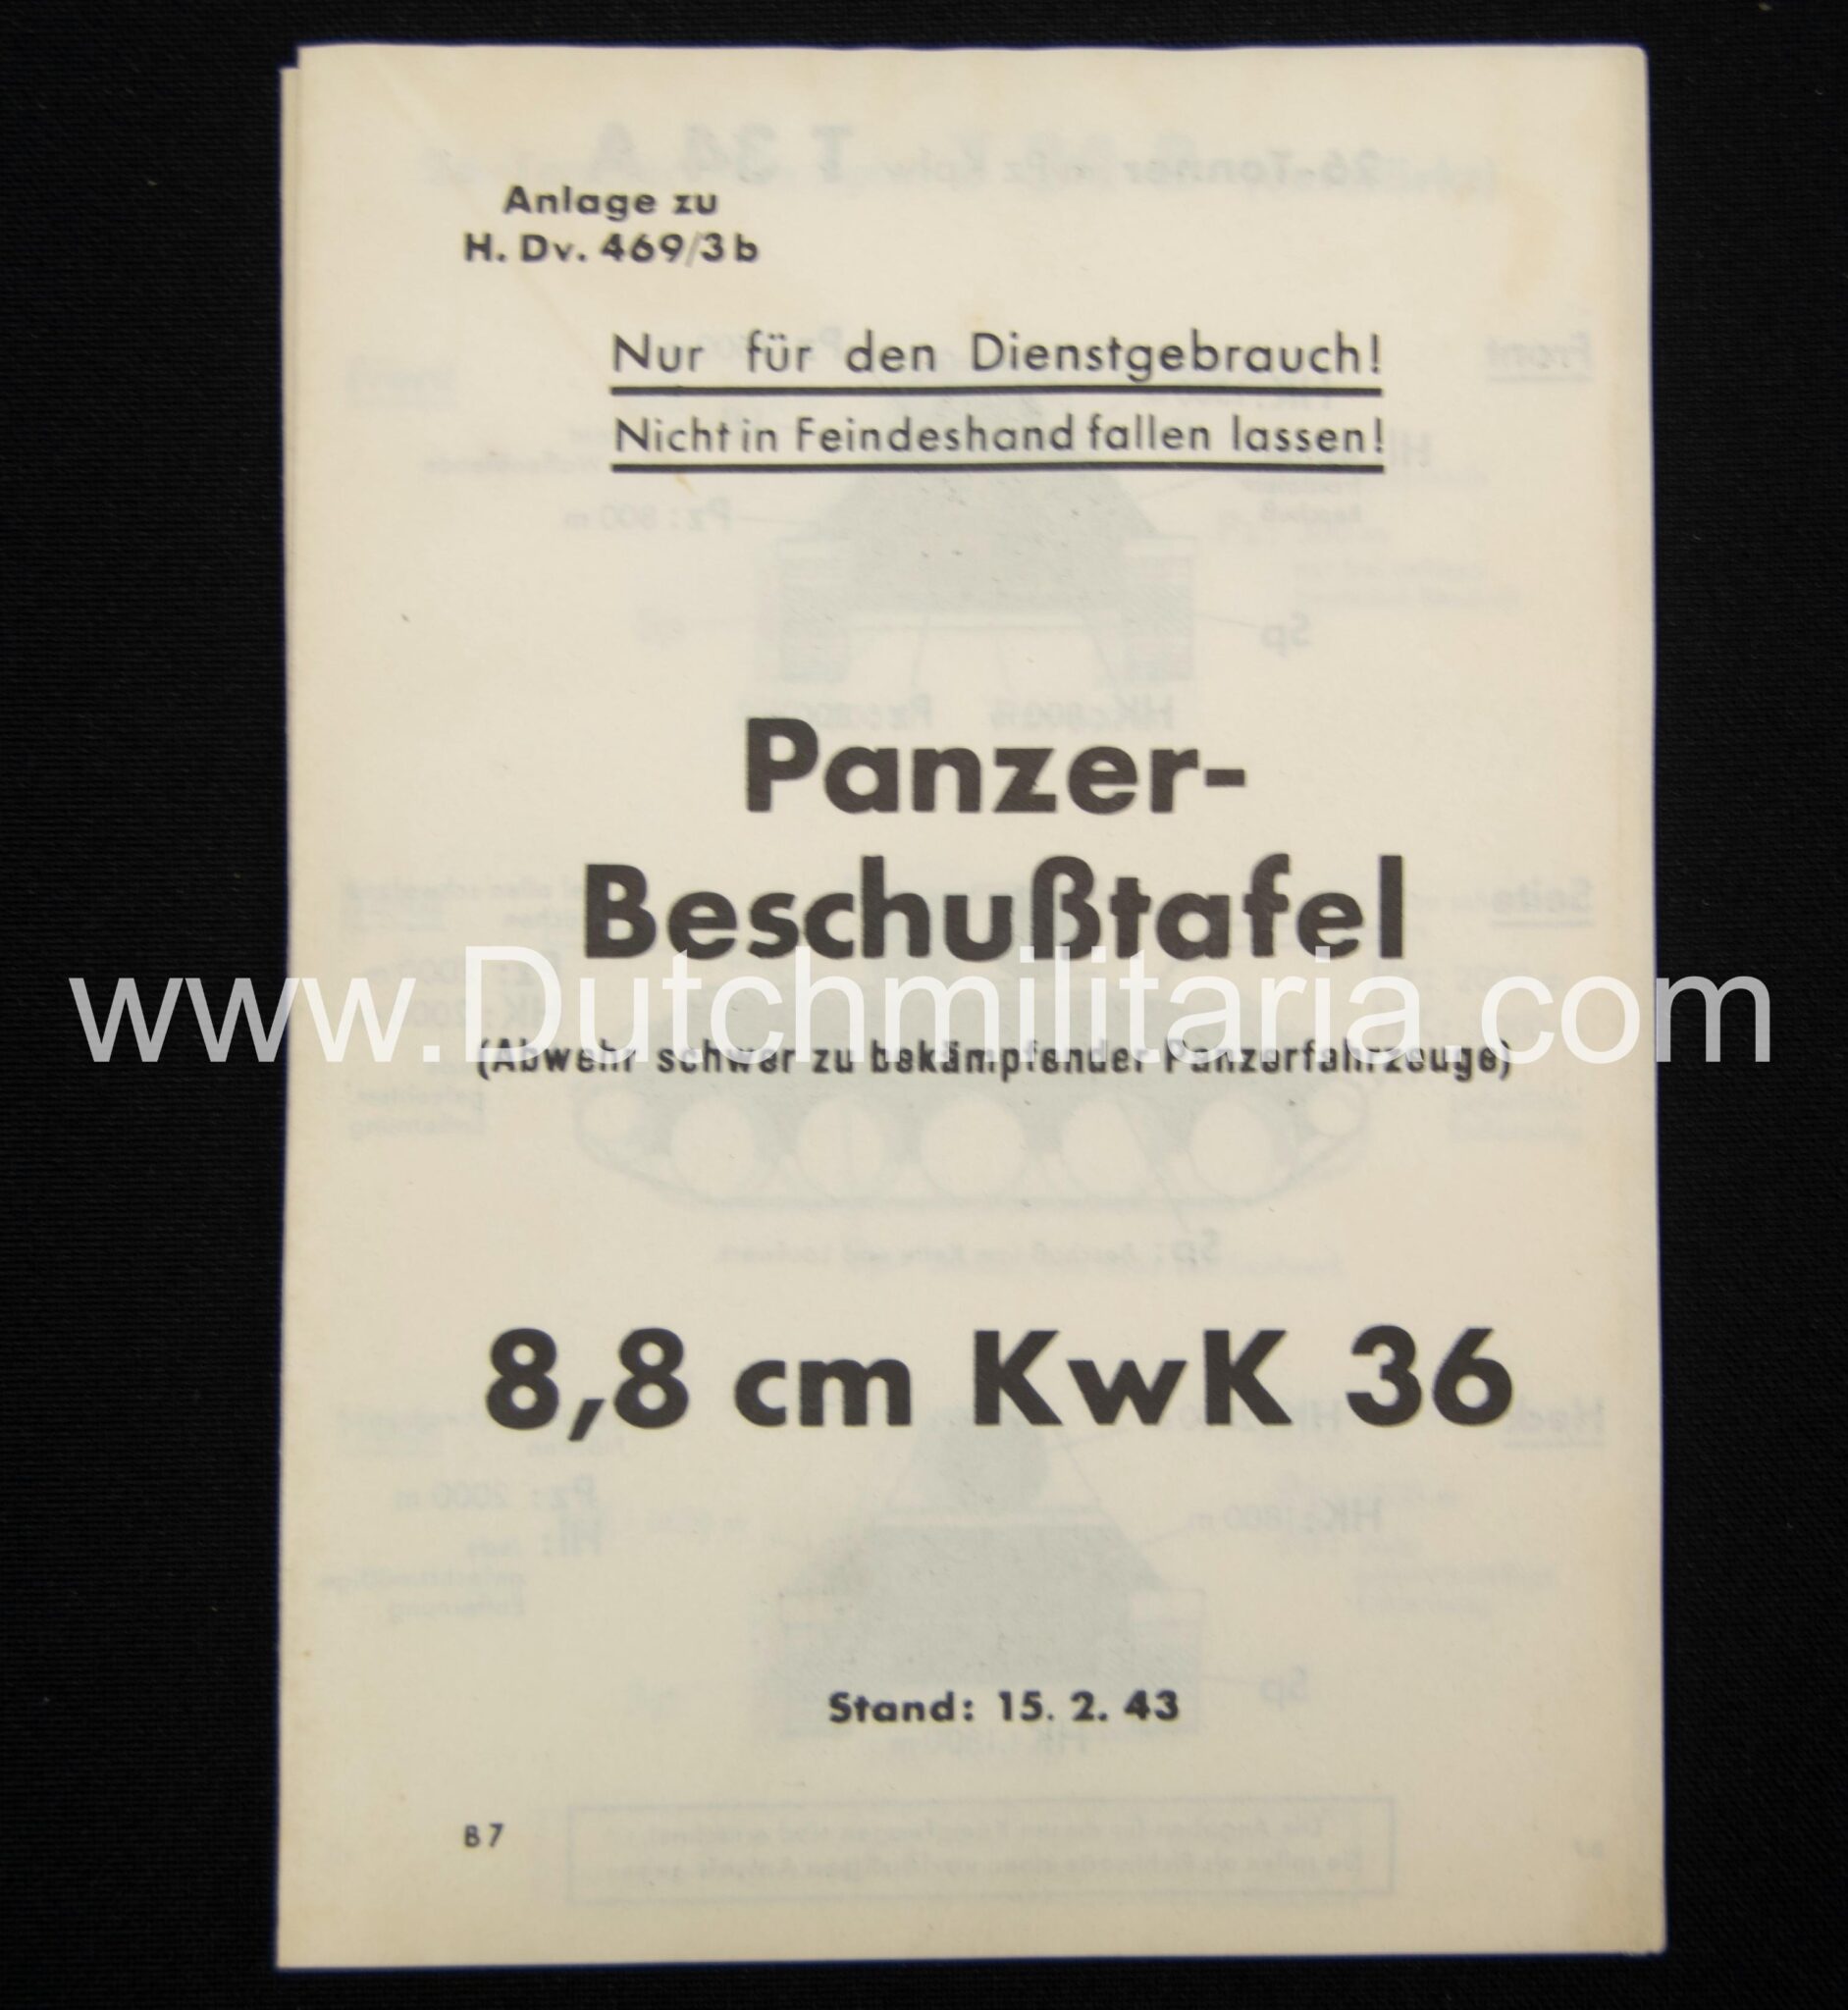 Anlage zu
H. Dv. 469/3b
Nur für den Dienstgebrauch!
Nicht in Feindeshand fallen lassen!
Panzer-
Beschußtafel
www.Dutchmilitaria.com
(Abwehr schwer zu bekämpfender Panzerfahrzeuge)
8,8 cm KwK 36
Stand: 15. 2. 43
B 7